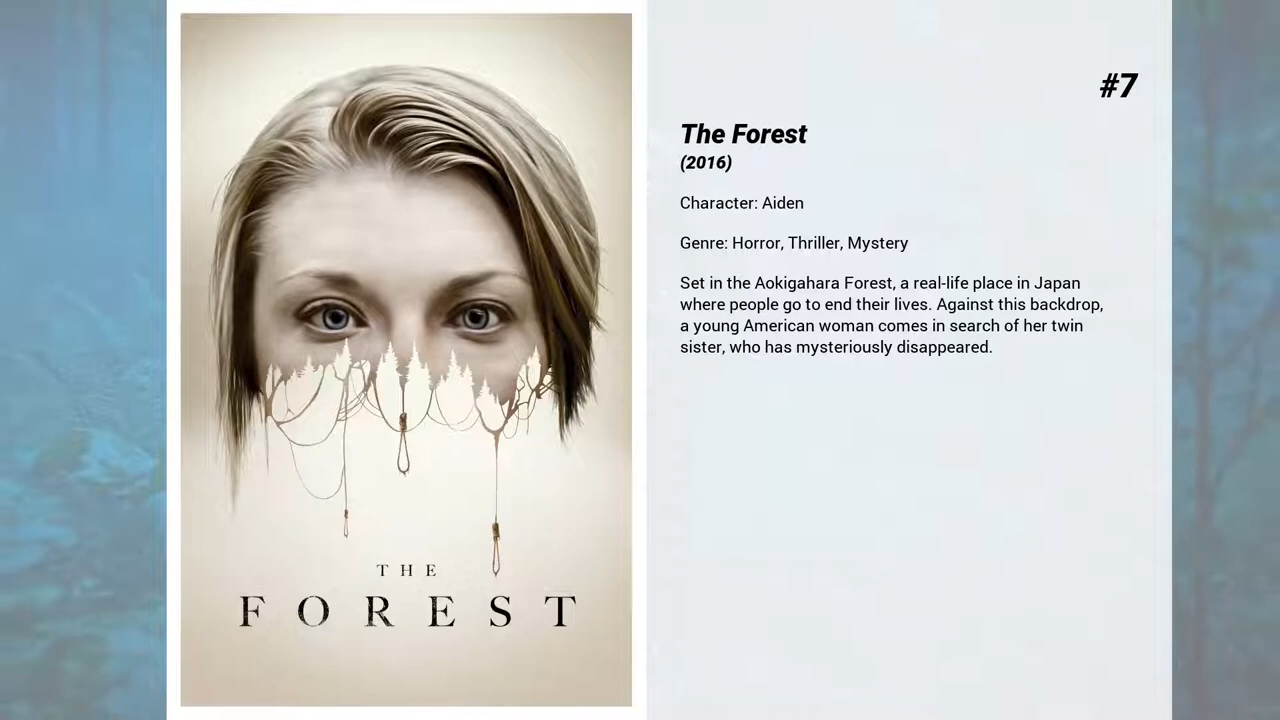 THE
FOREST
#7
The Forest
(2016)
Character: Aiden
Genre: Horror, Thriller, Mystery
Set in the Aokigahara Forest, a real-life place in Japan
where people go to end their lives. Against this backdrop,
a young American woman comes in search of her twin
sister, who has mysteriously disappeared.